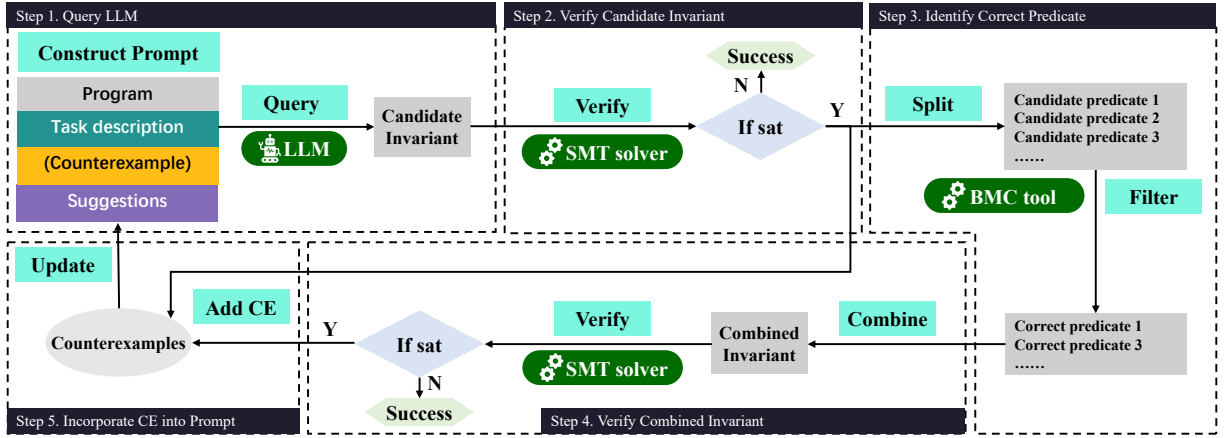 Step 1. Query LLM
Construct Prompt
Program
Task description
(Counterexample)
Suggestions
Query
LLM
Candidate
Invariant
Step 2. Verify Candidate Invariant
Verify
SMT solver
Success
N
If sat
Y
Step 3. Identify Correct Predicate
Split
Candidate predicate 1
Candidate predicate 2
Candidate predicate 3
......
BMC tool
Filter
Correct predicate 1
Correct predicate 3
......
Combine
Combined
Invariant
Verify
SMT solver
If sat
Y
N
Success
Step 4. Verify Combined Invariant
Add CE
Counterexamples
Update
Step 5. Incorporate CE into Prompt